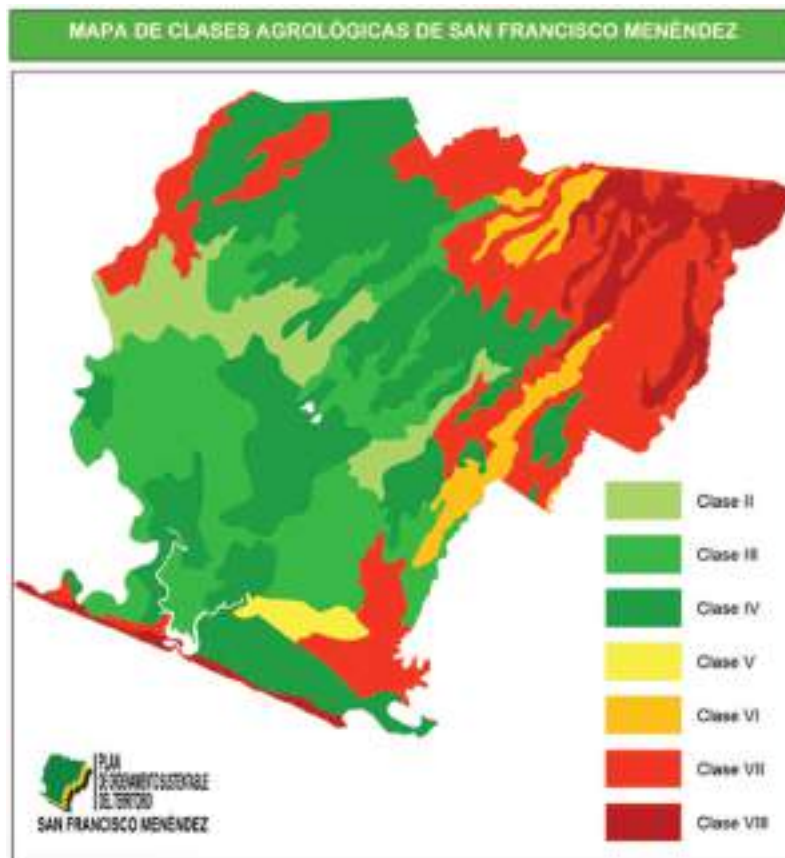 MAPA DE CLASES AGROLÓGICAS DE SAN FRANCISCO MENÉNDEZ
Clase II
Clase III
Clase IV
Clase V
Clase VI
Clase VII
Clase VIII
PLAN
DE ORDENAMIENTO SUSTENTABLE
DEL TERRITORIO
SAN FRANCISCO MENÉNDEZ